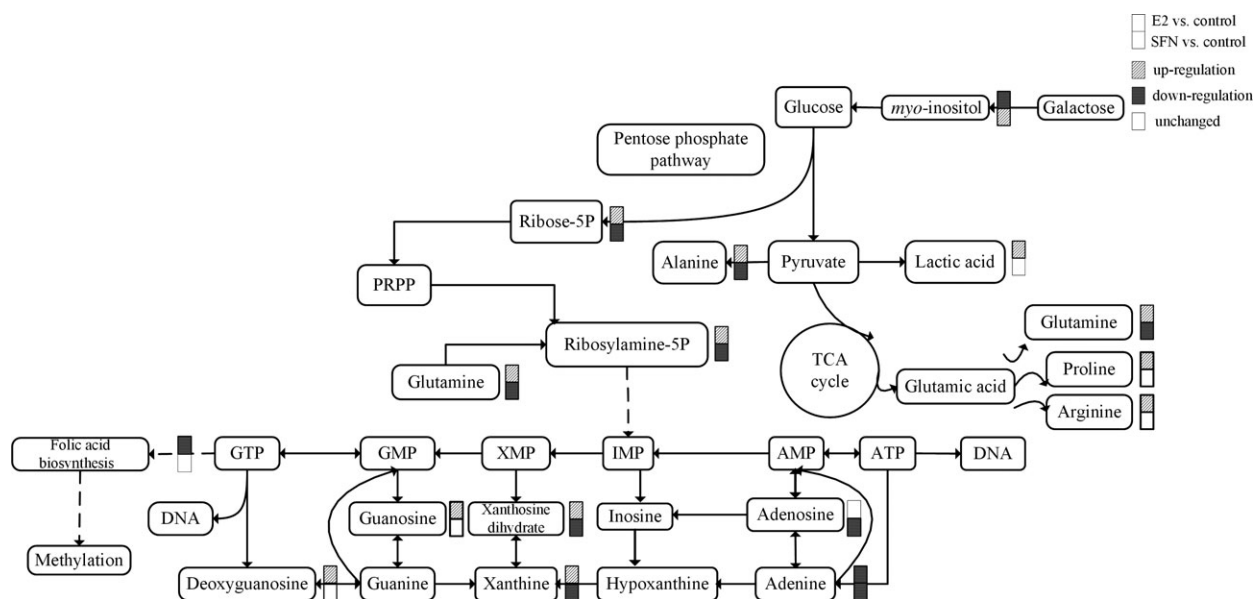 E2 vs. control
SFN vs. control
up-regulation
down-regulation
unchanged
Glucose
myo-inositol
Galactose
Pentose phosphate
pathway
Ribose-5P
Alanine
Pyruvate
Lactic acid
PRPP
Ribosylamine-5P
Glutamine
Glutamine
TCA
cycle
Glutamic acid
Proline
Arginine
Folic acid
biosynthesis
GTP
GMP
XMP
IMP
AMP
ATP
DNA
DNA
Guanosine
Xanthosine
dihydrate
Inosine
Adenosine
Methylation
Deoxyguanosine
Guanine
Xanthine
Hypoxanthine
Adenine